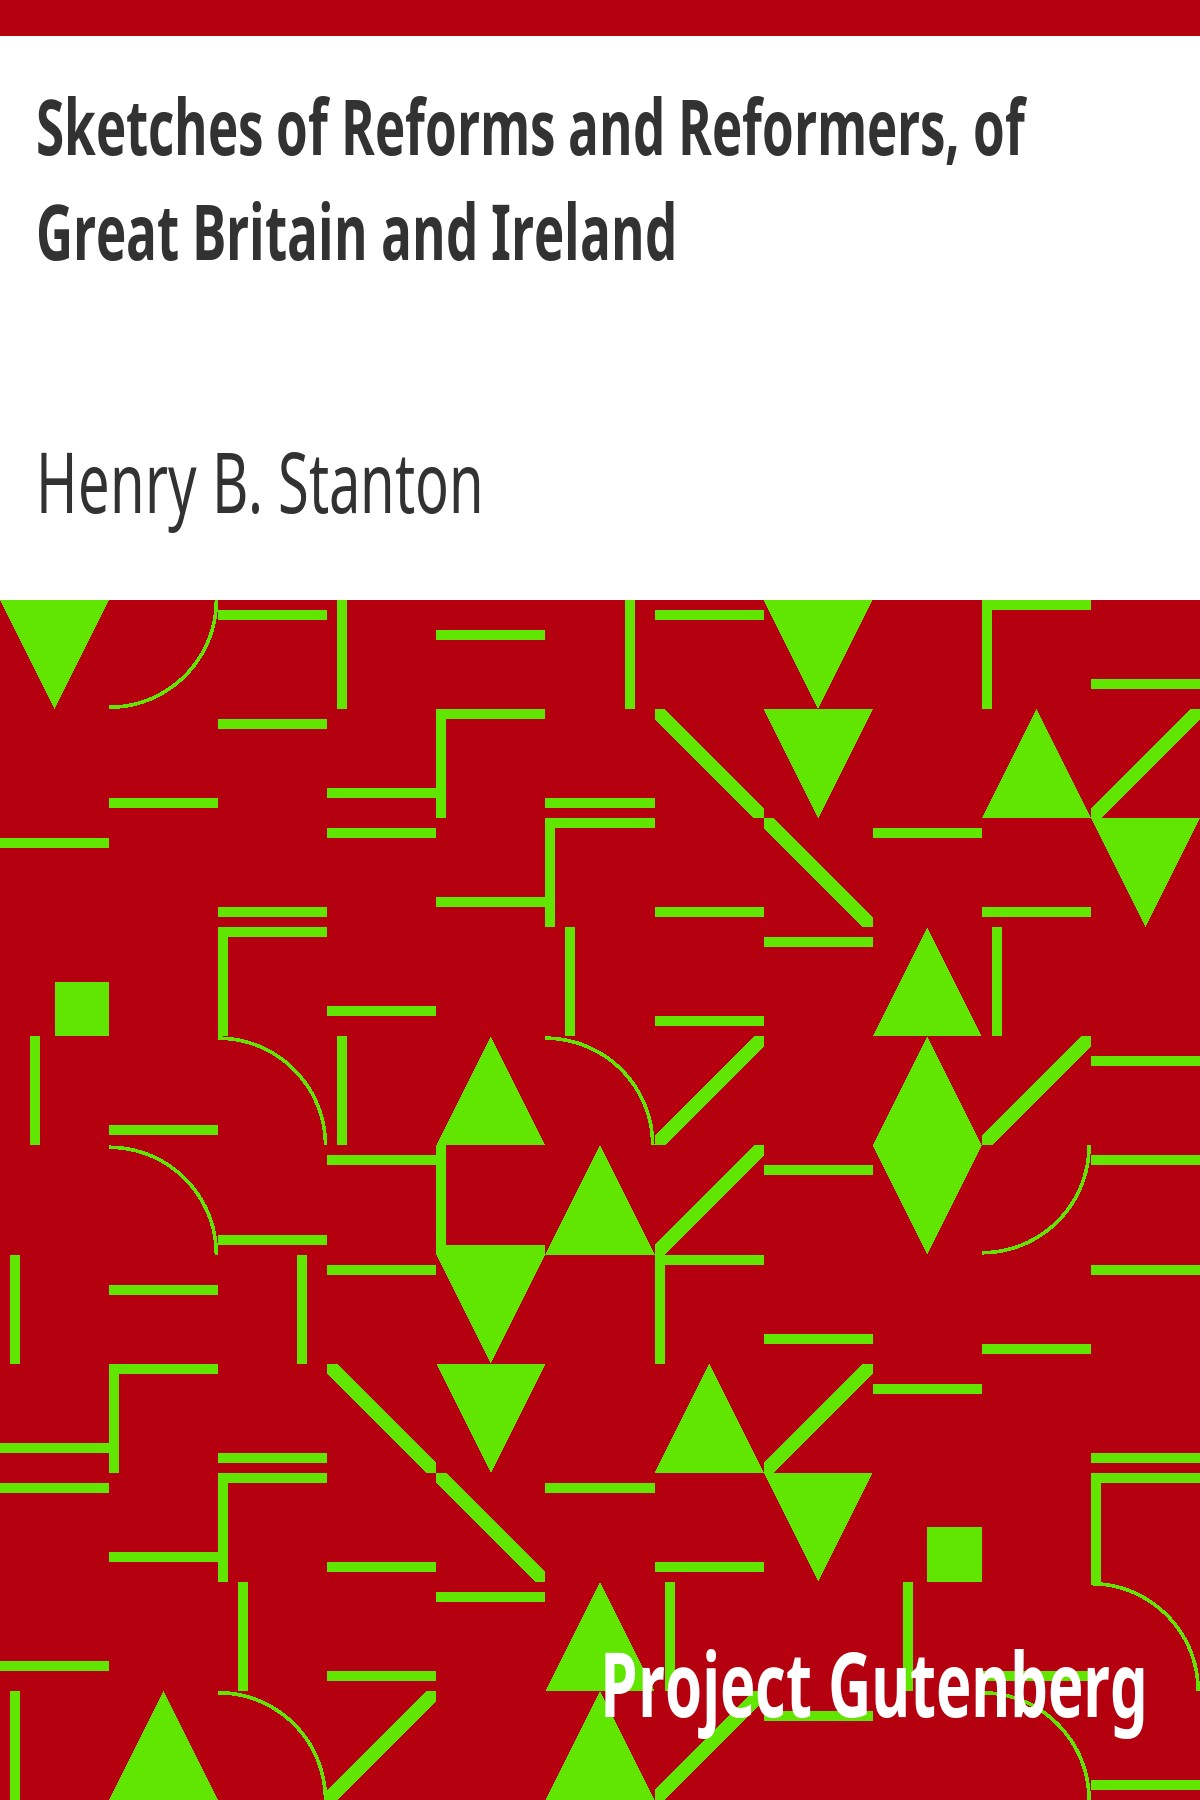 Sketches of Reforms and Reformers, of
Great Britain and Ireland
Henry B. Stanton
Project Gutenberg